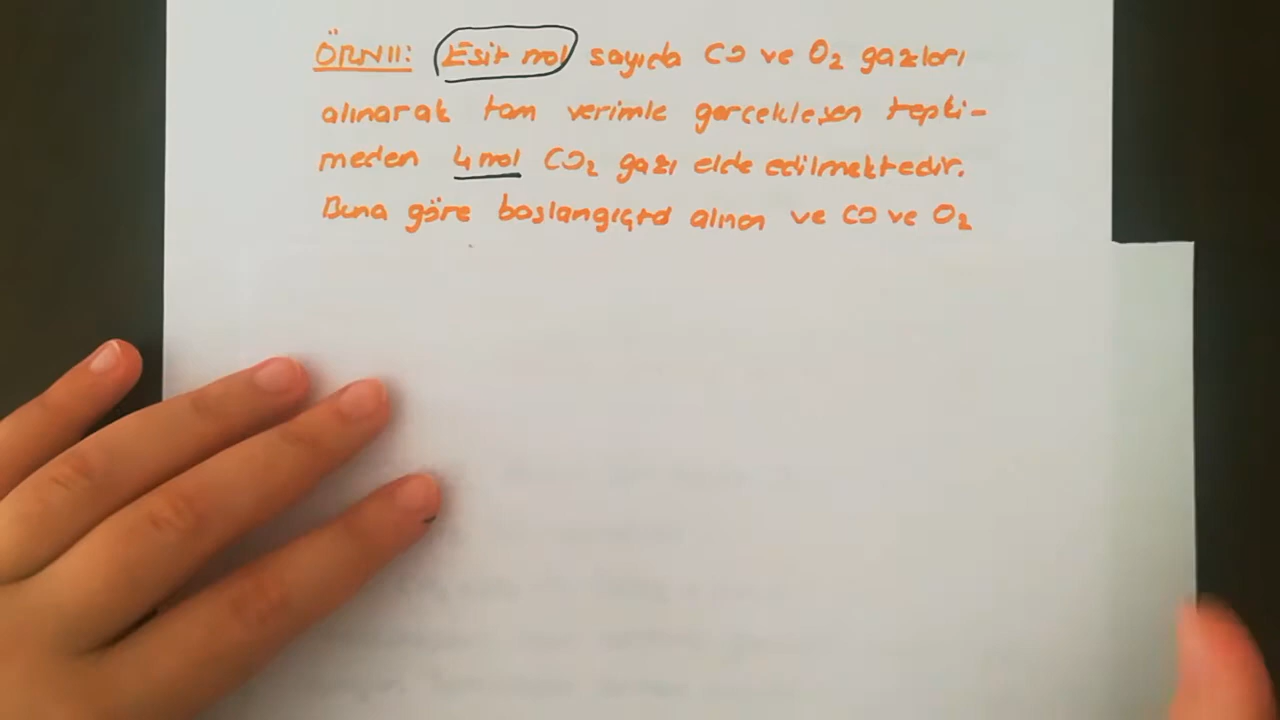 ÖRN11: Eşit mol sayıda CO ve O₂ gazları
alınarak tam verimle gerçekleşen tepki-
meden 4 mol CO₂ gazı elde edilmektedir.
Buna göre başlangıçta alınan ve CO ve O₂